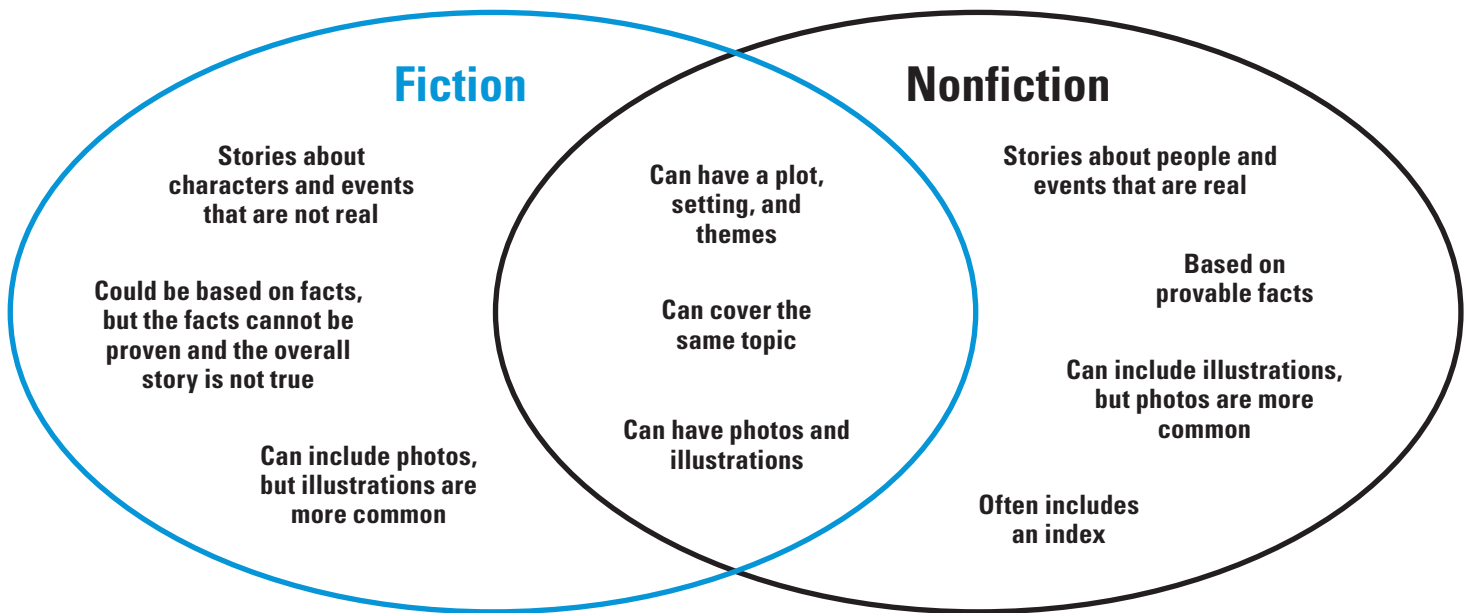 Fiction
Stories about
characters and events
that are not real
Could be based on facts,
but the facts cannot be
proven and the overall
story is not true
Can include photos,
but illustrations are
more common
Can have a plot,
setting, and
themes
Can cover the
same topic
Can have photos and
illustrations
Nonfiction
Stories about people and
events that are real
Based on
provable facts
Can include illustrations,
but photos are more
common
Often includes
an index